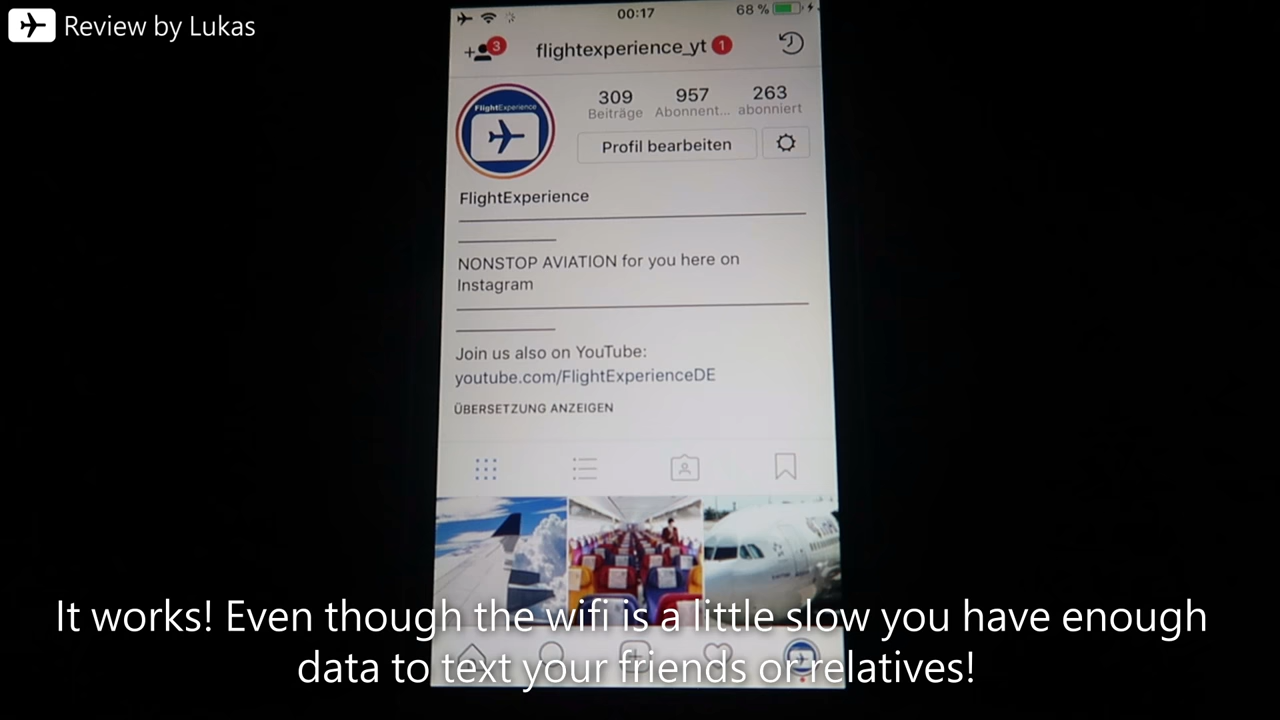 Review by Lukas
00:17
68 %
3
flightexperience_yt 1
309 957 263
Beiträge Abonnent... abonniert
FlightExperience
Profil bearbeiten
FlightExperience
NONSTOP AVIATION for you here on
Instagram
Join us also on YouTube:
youtube.com/FlightExperienceDE
ÜBERSETZUNG ANZEIGEN
It works! Even though the wifi is a little slow you have enough
data to text your friends or relatives!